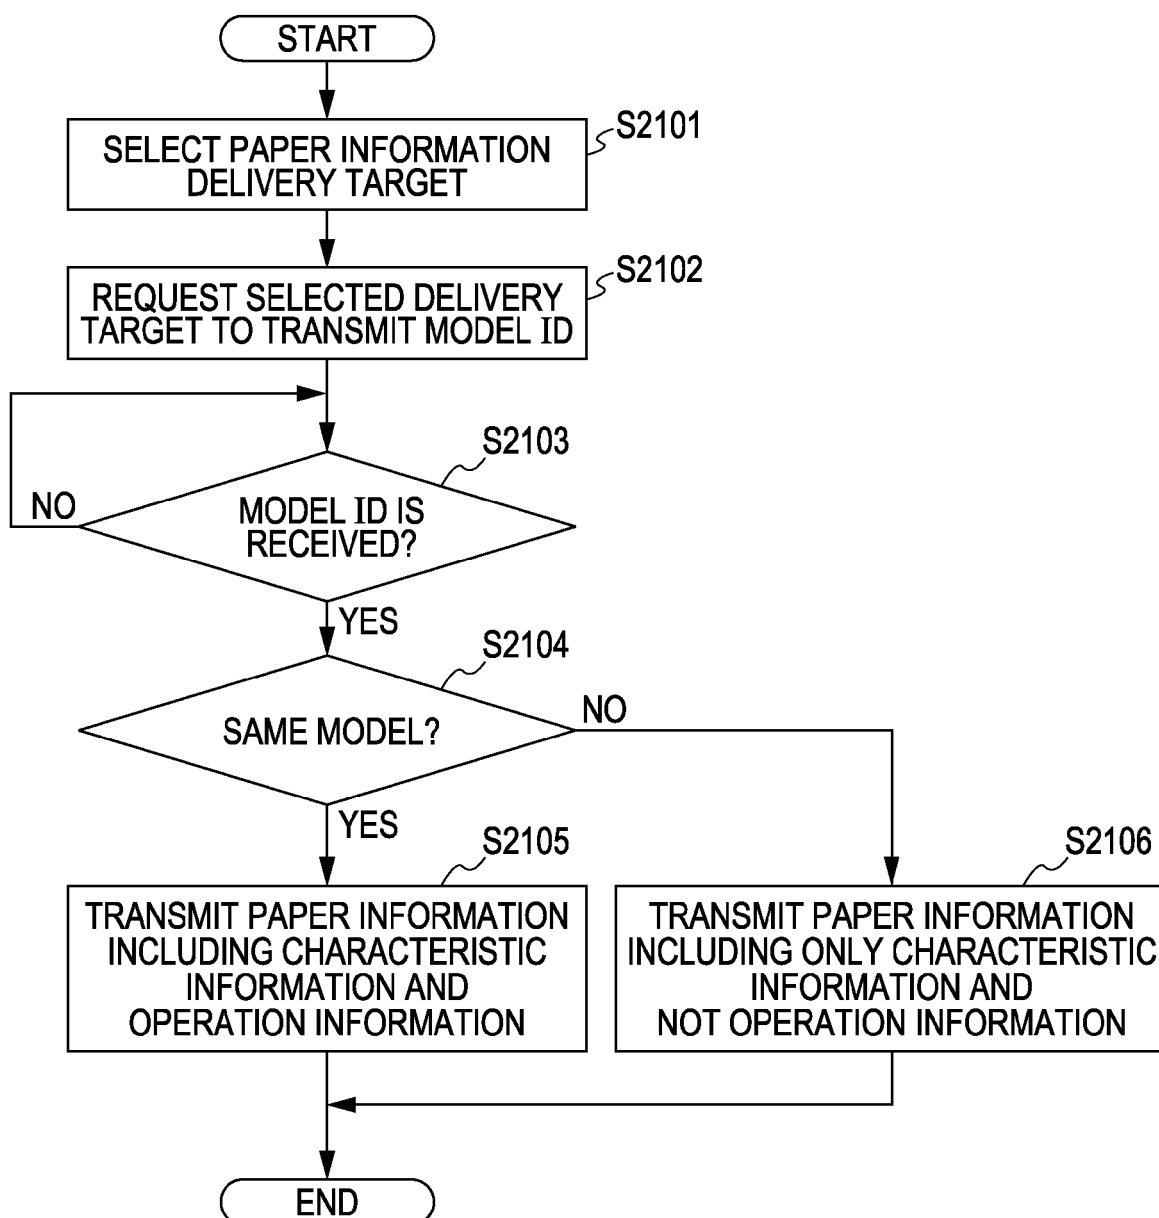 START
S2101
SELECT PAPER INFORMATION
DELIVERY TARGET
S2102
REQUEST SELECTED DELIVERY
TARGET TO TRANSMIT MODEL ID
S2103
NO
MODEL ID IS
RECEIVED?
YES
S2104
NO
SAME MODEL?
YES
S2105
TRANSMIT PAPER INFORMATION
INCLUDING CHARACTERISTIC
INFORMATION AND
OPERATION INFORMATION
S2106
TRANSMIT PAPER INFORMATION
INCLUDING ONLY CHARACTERISTIC
INFORMATION AND
NOT OPERATION INFORMATION
END